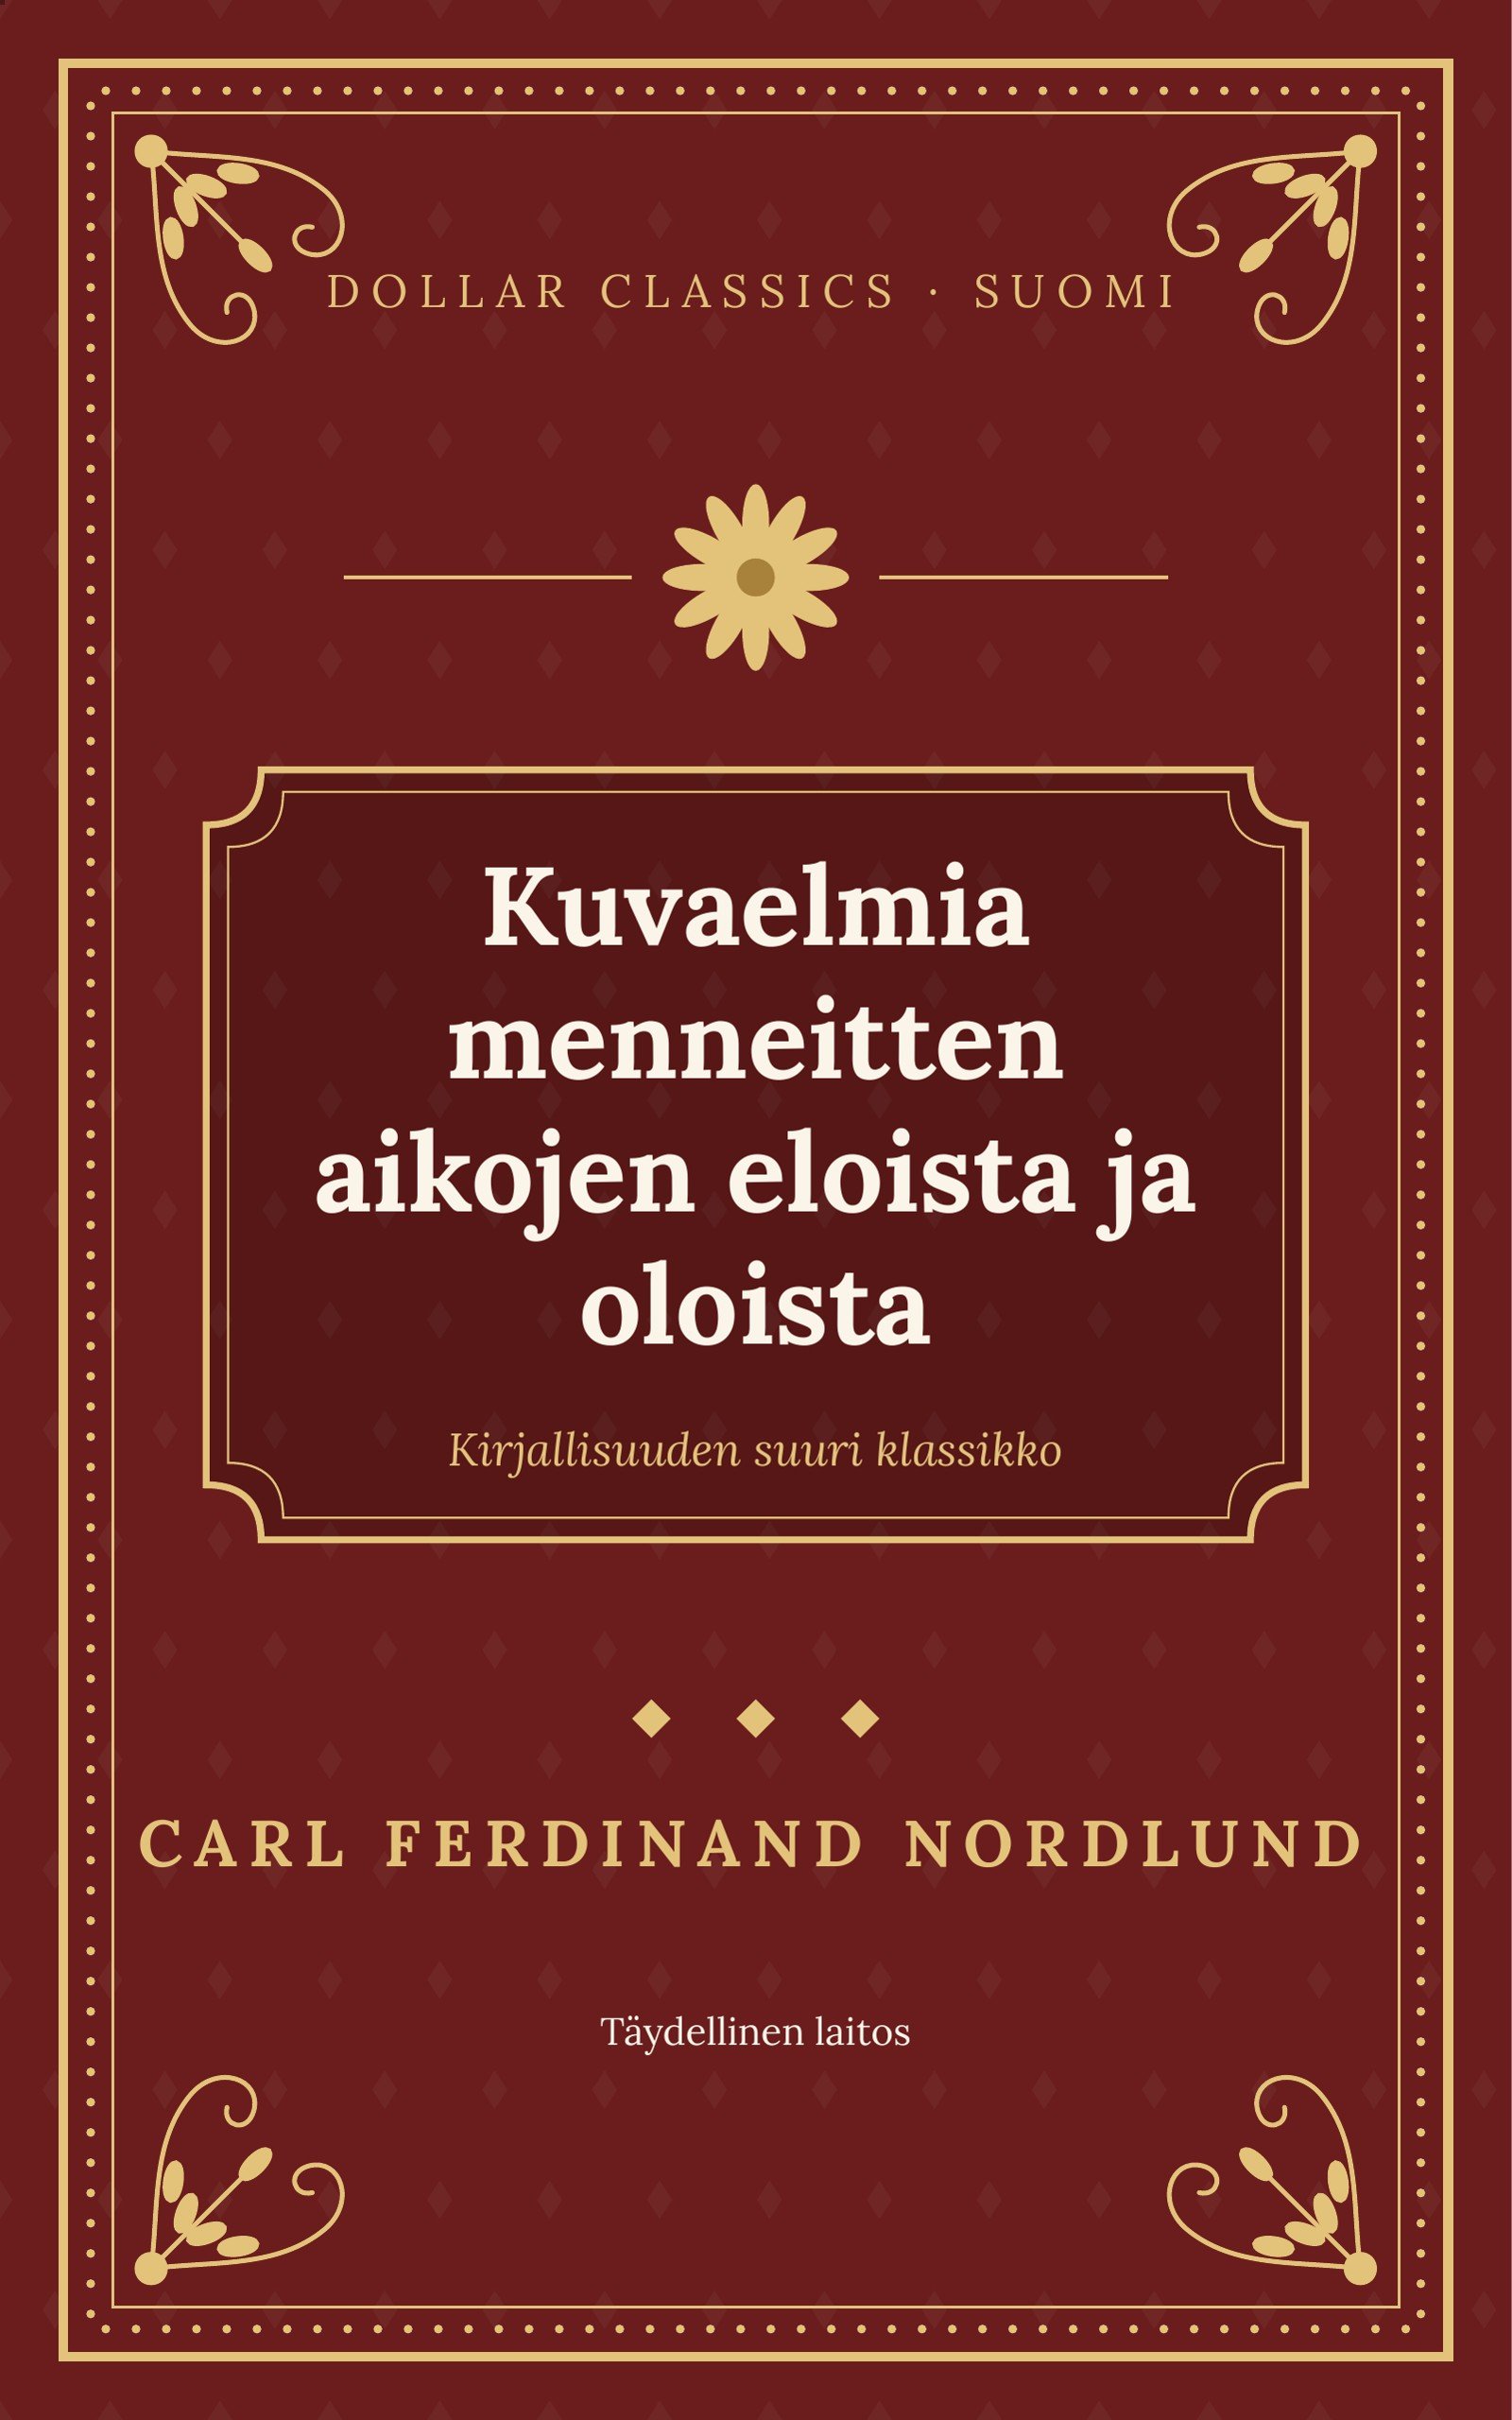 DOLLAR CLASSICS · SUOMI
Kuvaelmia
menneitten
aikojen eloista ja
oloista
Kirjallisuuden suuri klassikko
CARL FERDINAND NORDLUND
Täydellinen laitos